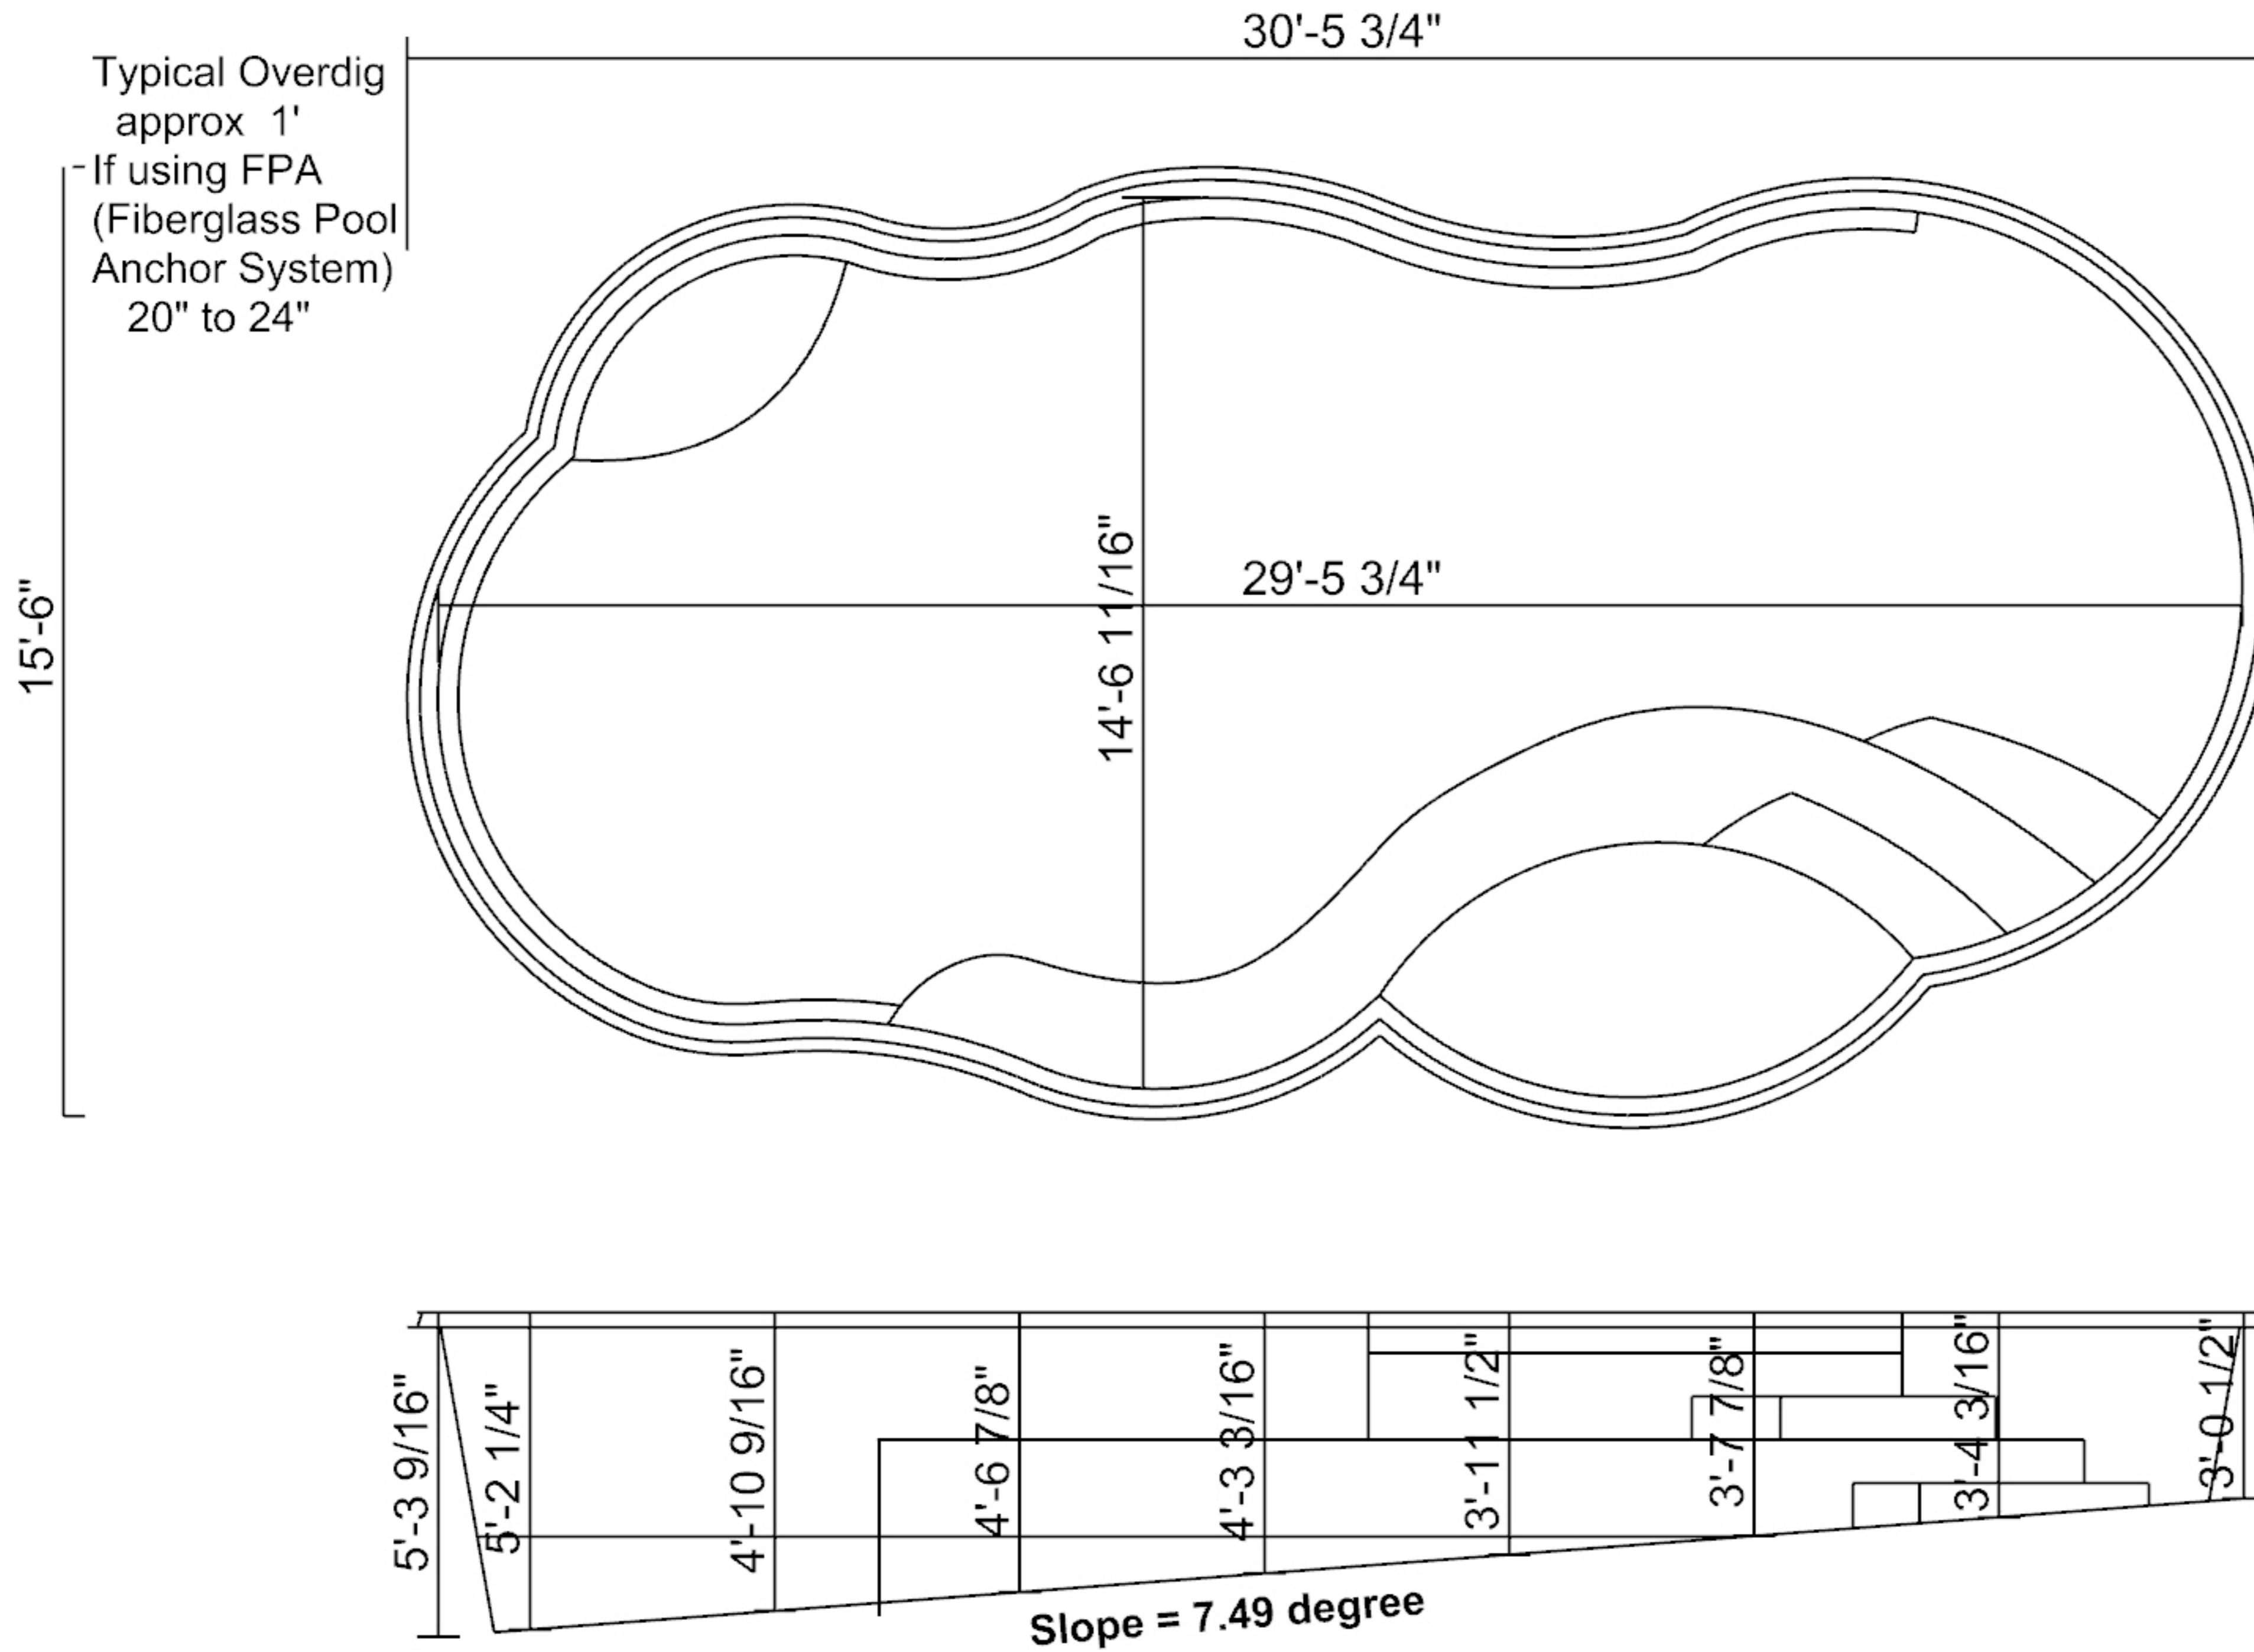 30'-5 3/4"
Typical Overdig
approx 1'
-If using FPA
(Fiberglass Pool
Anchor System)
20" to 24"
15'-6"
14'-6 11/16"
29'-5 3/4"
5'-3 9/16"
5'-2 1/4"
4'-10 9/16"
4'-6 7/8"
4'-3 3/16"
3'-11 1/2"
3'-7 7/8"
3'-4 3/16"
3'-0 1/2"
Slope = 7.49 degree